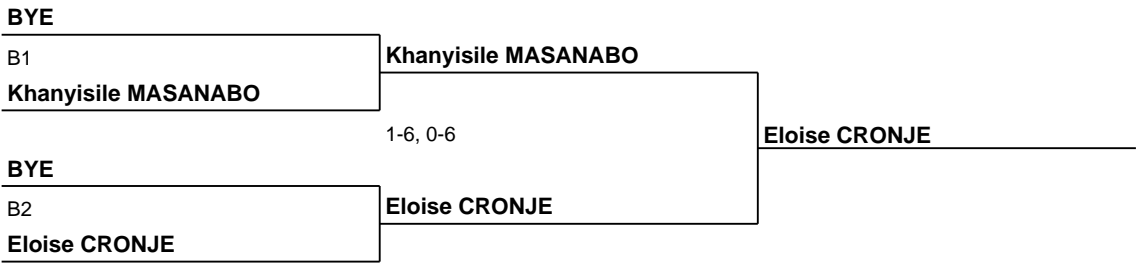 BYE
B1
Khanyisile MASANABO
Khanyisile MASANABO
1-6, 0-6
Eloise CRONJE
BYE
B2
Eloise CRONJE
Eloise CRONJE